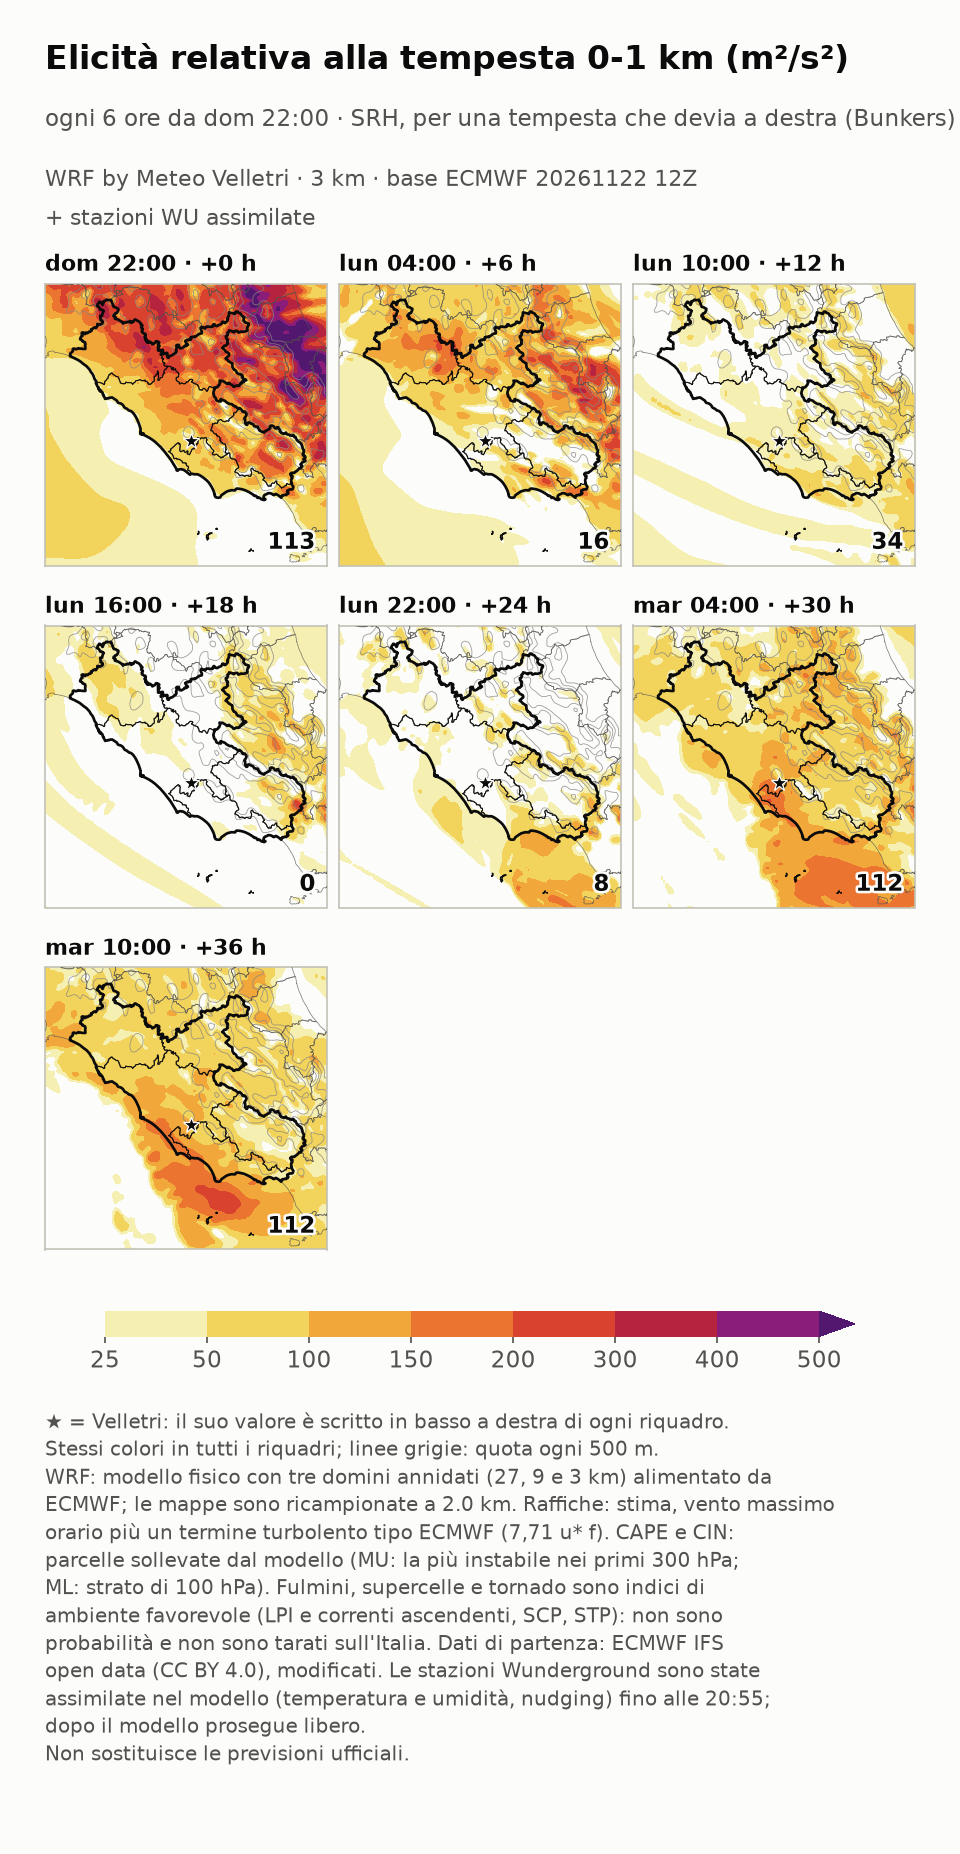 Elicità relativa alla tempesta 0-1 km (m²/s²)
ogni 6 ore da dom 22:00 · SRH, per una tempesta che devia a destra (Bunkers)
WRF by Meteo Velletri · 3 km · base ECMWF 20261122 12Z
+ stazioni WU assimilate
dom 22:00 · +0 h
lun 04:00 · +6 h
lun 10:00 · +12 h
113
16
34
lun 16:00 · +18 h
lun 22:00 · +24 h
mar 04:00 · +30 h
0
8
112
mar 10:00 · +36 h
112
25 50 100 150 200 300 400 500
★ = Velletri: il suo valore è scritto in basso a destra di ogni riquadro.
Stessi colori in tutti i riquadri; linee grigie: quota ogni 500 m.
WRF: modello fisico con tre domini annidati (27, 9 e 3 km) alimentato da
ECMWF; le mappe sono ricampionate a 2.0 km. Raffiche: stima, vento massimo
orario più un termine turbolento tipo ECMWF (7,71 u* f). CAPE e CIN:
parcelle sollevate dal modello (MU: la più instabile nei primi 300 hPa;
ML: strato di 100 hPa). Fulmini, supercelle e tornado sono indici di
ambiente favorevole (LPI e correnti ascendenti, SCP, STP): non sono
probabilità e non sono tarati sull'Italia. Dati di partenza: ECMWF IFS
open data (CC BY 4.0), modificati. Le stazioni Wunderground sono state
assimilate nel modello (temperatura e umidità, nudging) fino alle 20:55;
dopo il modello prosegue libero.
Non sostituisce le previsioni ufficiali.